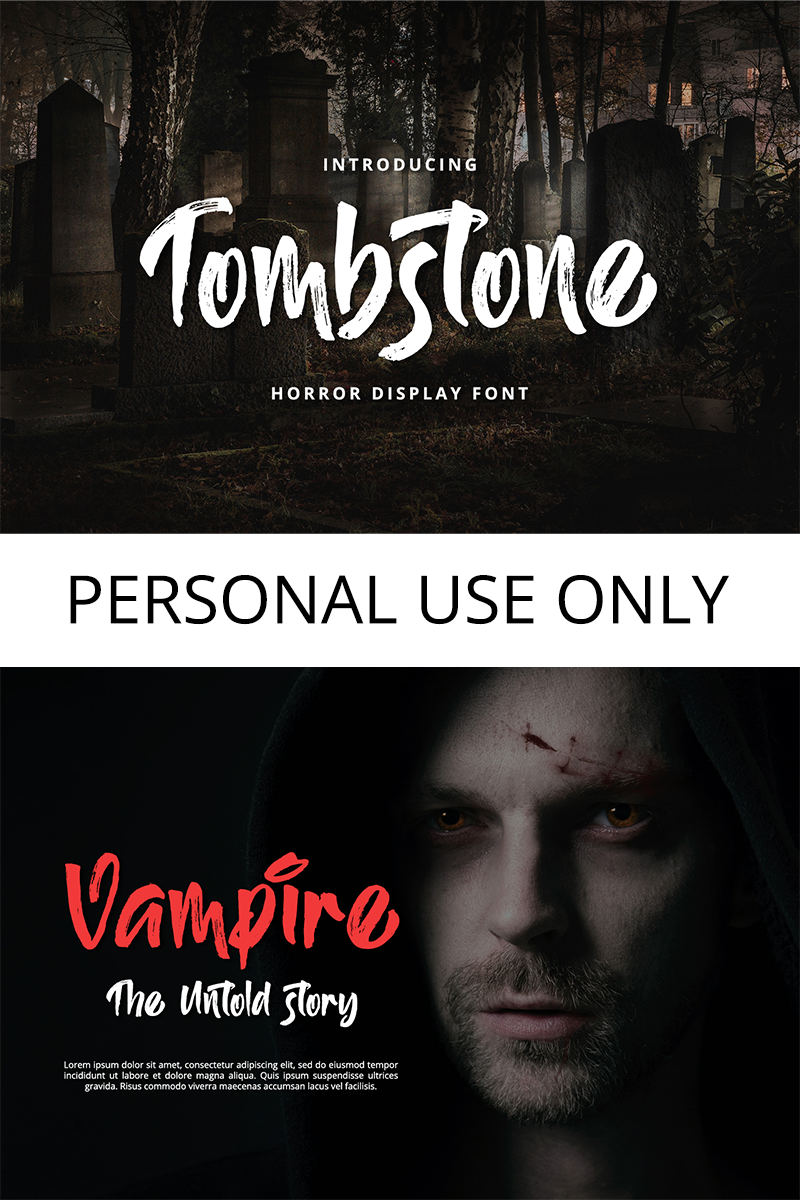 INTRODUCING
Tombstone
HORROR DISPLAY FONT
PERSONAL USE ONLY
Vampire
The Untold story
Lorem ipsum dolor sit amet, consectetur adipiscing elit, sed do eiusmod tempor
incididunt ut labore et dolore magna aliqua. Quis ipsum suspendisse ultrices
gravida. Risus commodo viverra maecenas accumsan lacus vel facilisis.